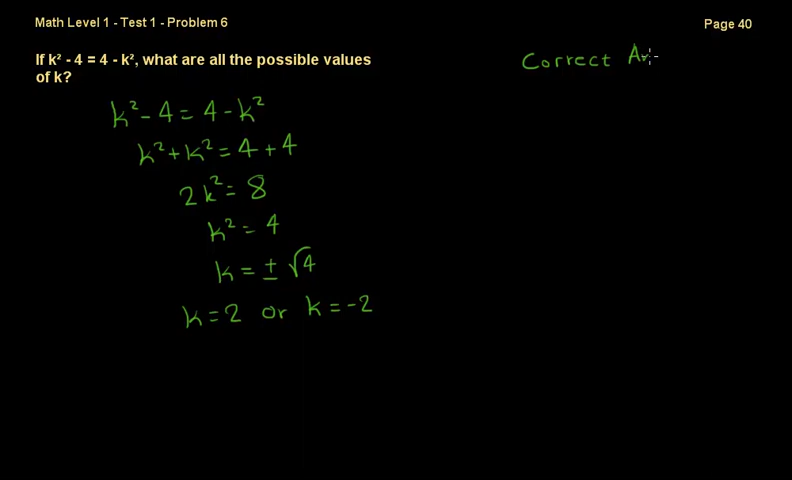 Math Level 1 - Test 1 - Problem 6
Page 40
If k² - 4 = 4 - k², what are all the possible values
of k?
Correct
k² - 4 = 4 - k²
k² + k² = 4 + 4
2k² = 8
k² = 4
k = ± √4
k = 2 or k = -2